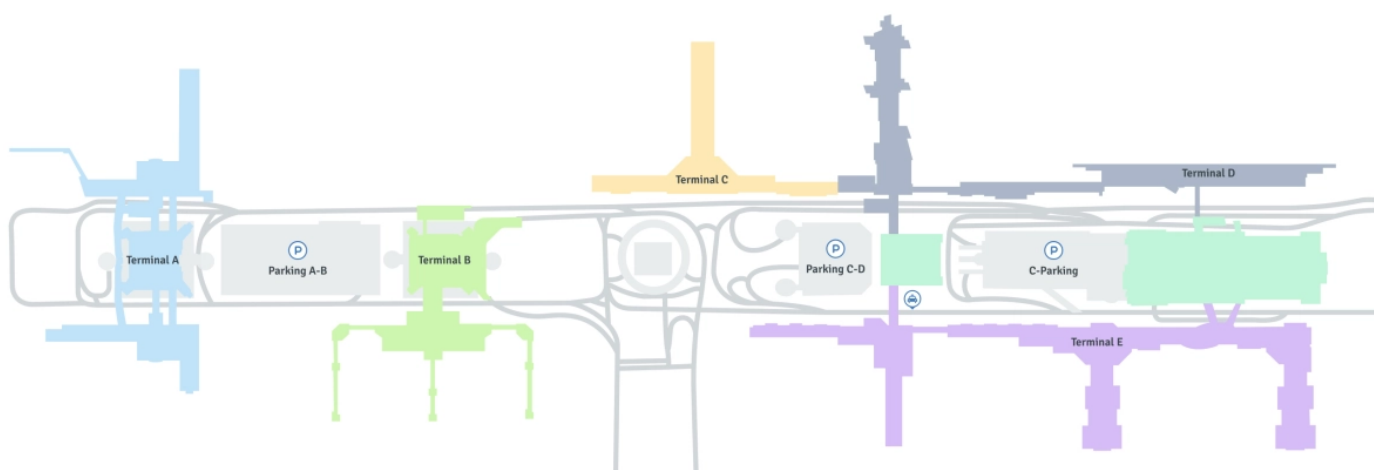 Terminal C
Terminal D
P
P
P
Terminal A
Parking A-B
Terminal B
Parking C-D
C-Parking
Terminal E